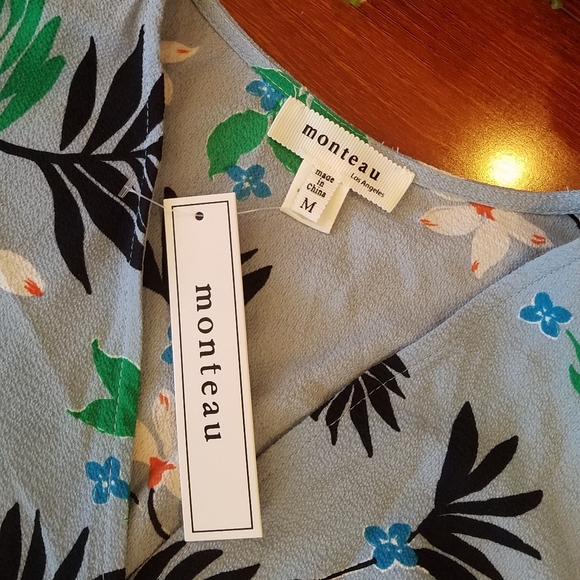 monteau
Los Angeles
made
in
China
M
monteau